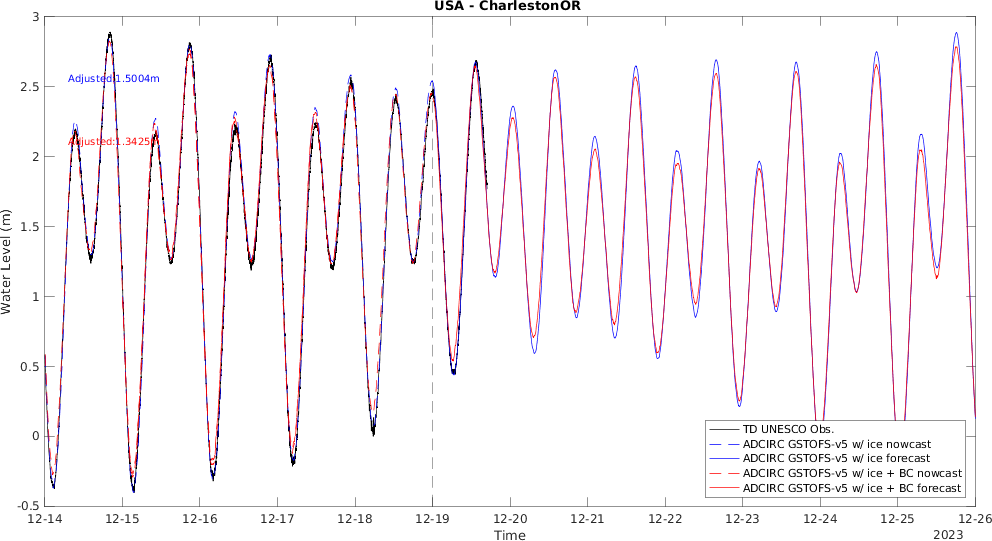 USA - CharlestonOR
3
2.5
2
1.5
1
0.5
0
-0.5
Water Level (m)
Adjusted:1.5004m
Adjusted:1.3425m
TD UNESCO Obs.
ADCIRC GSTOFS-v5 w/ ice nowcast
ADCIRC GSTOFS-v5 w/ ice forecast
ADCIRC GSTOFS-v5 w/ ice + BC nowcast
ADCIRC GSTOFS-v5 w/ ice + BC forecast
12-14 12-15 12-16 12-17 12-18 12-19 12-20 12-21 12-22 12-23 12-24 12-25 12-26
Time
2023